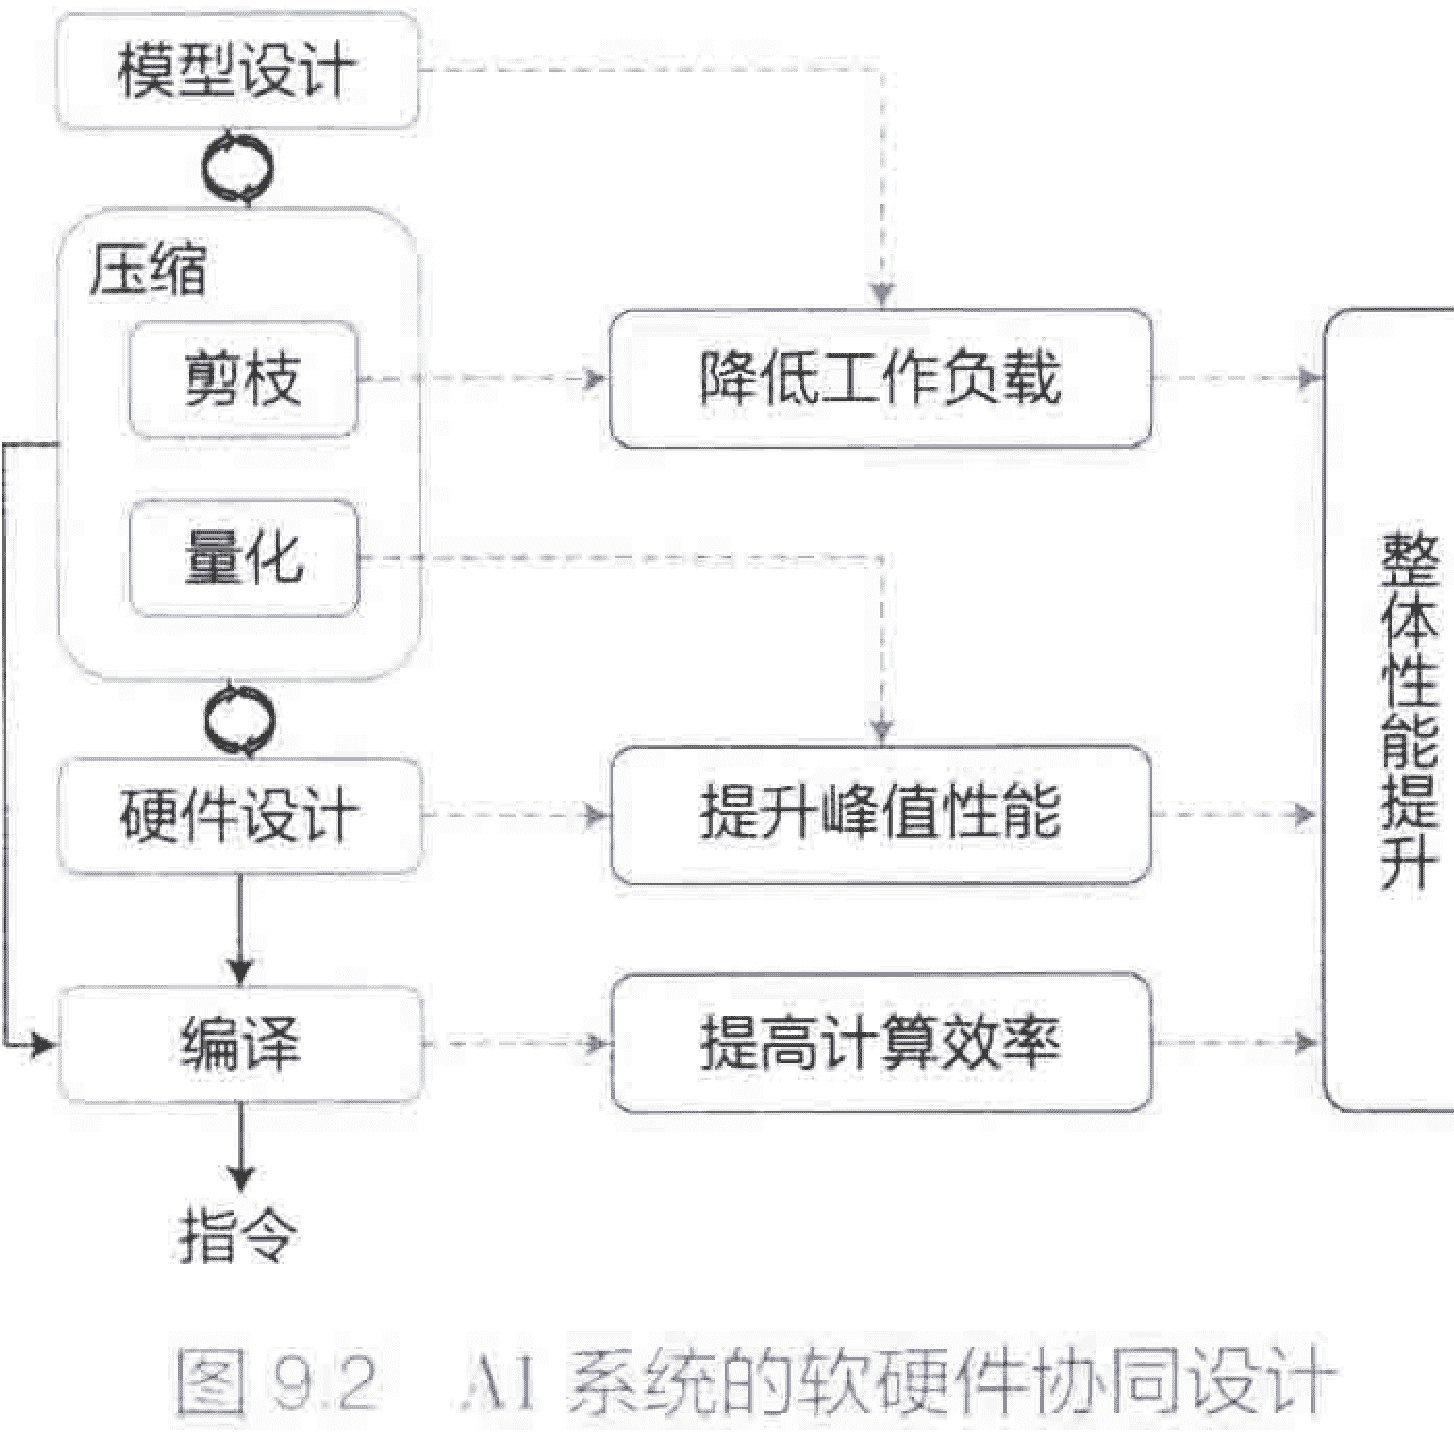 模型设计
压缩
剪枝
降低工作负载
量化
整体性能提升
硬件设计
提升峰值性能
编译
提高计算效率
指令
图 9.2 AI 系统的软硬件协同设计